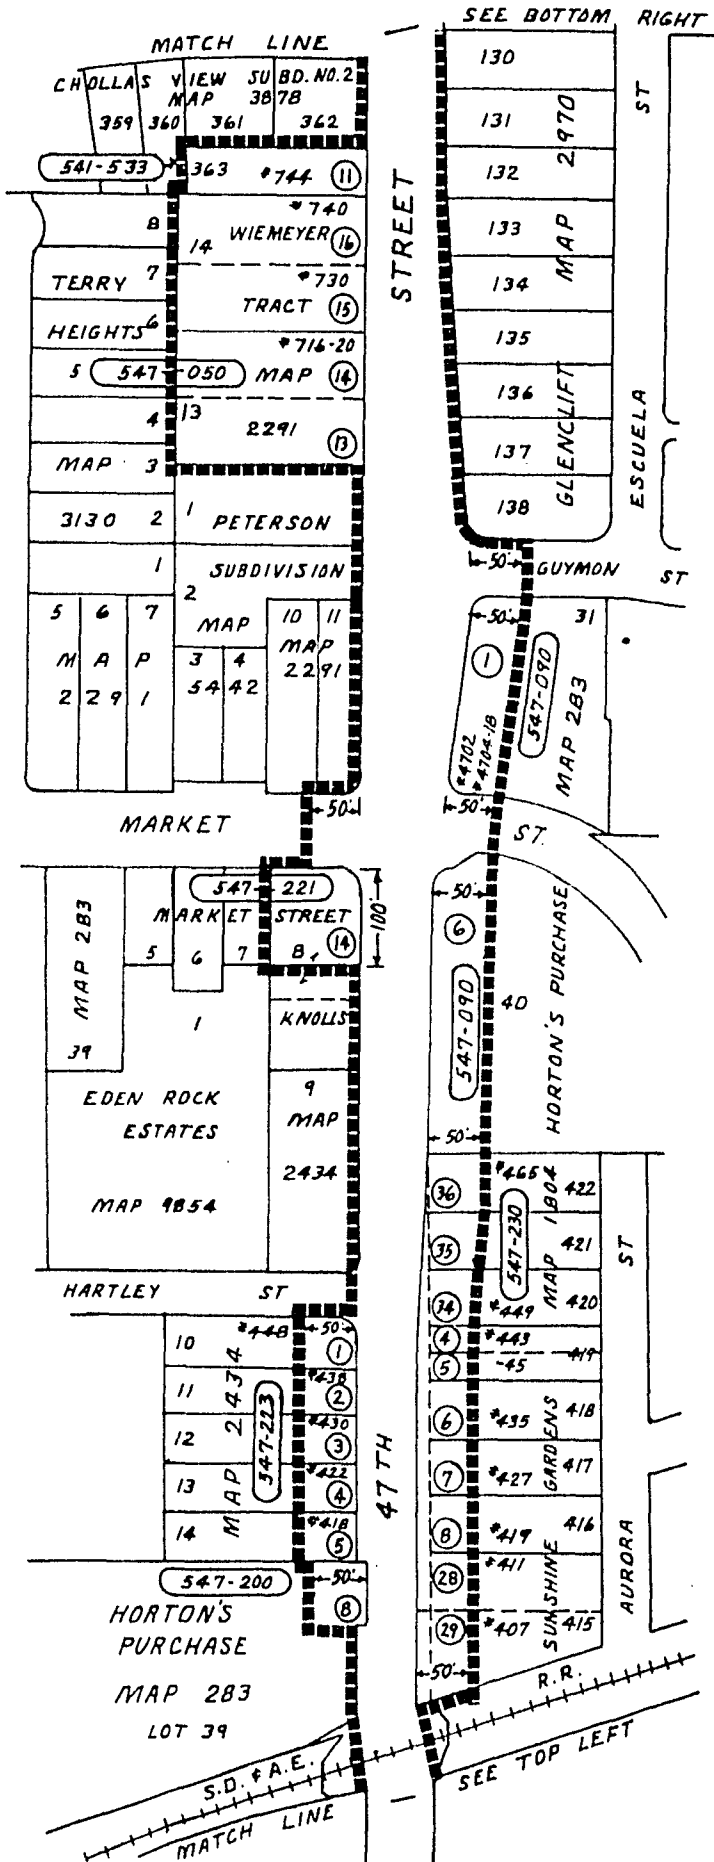 SEE BOTTOM RIGHT
MATCH LINE
CHOLLAS VIEW SUBD. NO. 2
MAP 3878
359 360 361 362
541-533
363 #744 11
#740
8 14 WIEMEYER 16
7 #730
TERRY TRACT 15
HEIGHTS 6 #716-20
5 547-050 MAP 14
4 13 2291 13
MAP 3
3130 2 1 PETERSON
1 SUBDIVISION
2 MAP
5 6 7 10 11
MAP 3 4 MAP
2291 5442 2291
STREET
130
131
132
133
134
135
136
137
138
GLENCLIFT MAP 2970
ST
ESCUELA
50'
GUYMON ST
50' 31
1
547-090
MAP 283
#4702
#4704-18
50'
50'
MARKET ST.
547-221
MARKET STREET
100'
MAP 283
39
5 6 7 8 14
1
KNOLLS
EDEN ROCK
ESTATES
MAP 9854
9
MAP
2434
50'
6
547-090
40
HORTON'S PURCHASE
50'
HARTLEY ST
10 #448 50' 1
11 #438 2
12 #430 3
13 #422 4
14 #418 5
MAP 2434
547-223
547-200
50'
8
HORTON'S
PURCHASE
MAP 283
LOT 39
47TH
36 #465 422
35 421
34 #449 420
4 #443
5 -45 419
6 #435 418
7 #427 417
8 #419 416
28 #411
29 #407 415
547-230
MAP 1804
SUNSHINE GARDENS
ST
AURORA
50'
R.R.
S.D. & A.E.
SEE TOP LEFT
MATCH LINE